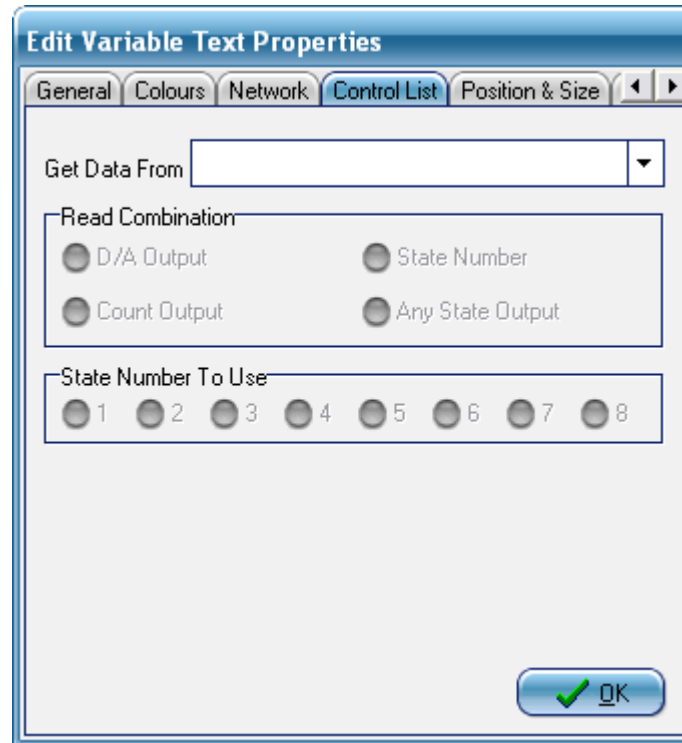 Edit Variable Text Properties
General Colours Network Control List Position & Size
Get Data From
Read Combination
D/A Output State Number
Count Output Any State Output
State Number To Use
1 2 3 4 5 6 7 8
OK